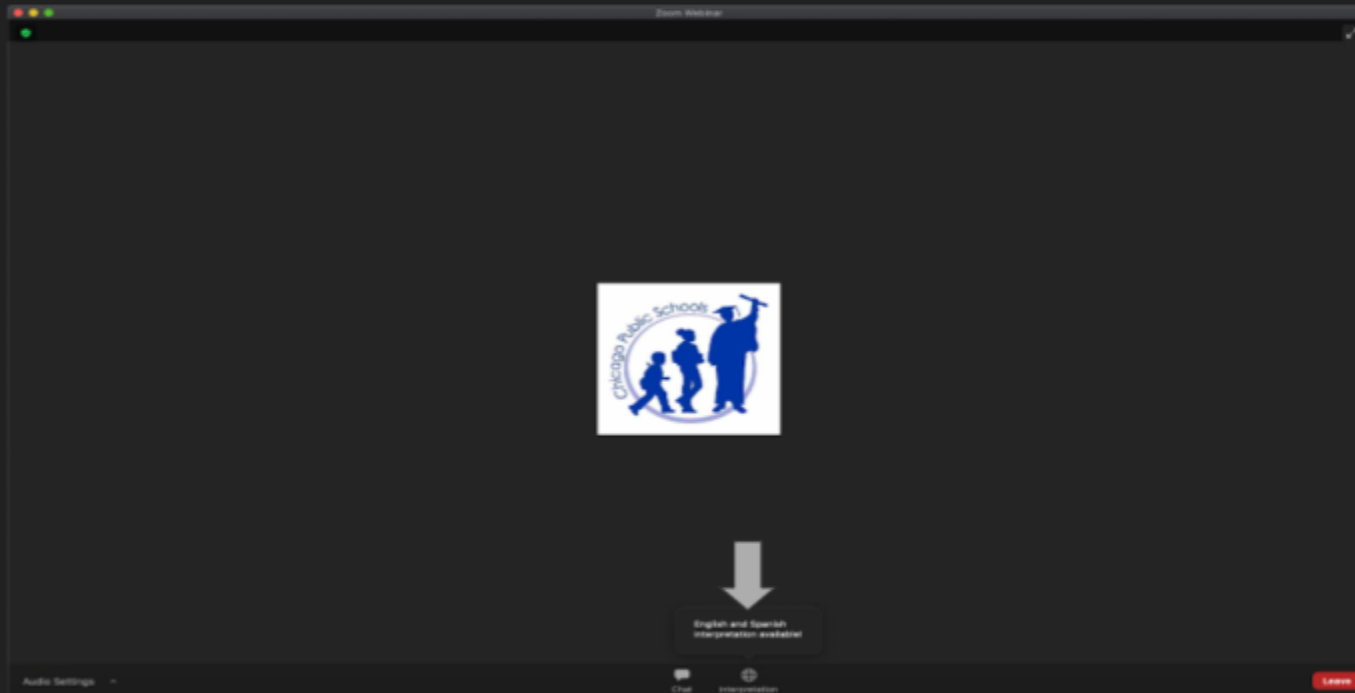 Zoom Webinar
Chicago Public Schools
English and Spanish
interpretation available!
Audio Settings
Chat
Interpretation
Leave